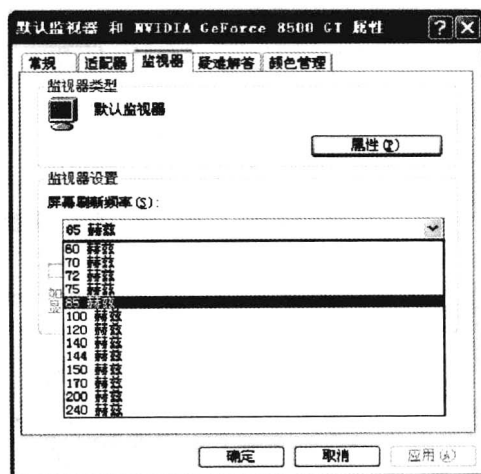 默认监视器 和 NVIDIA GeForce 8500 GT 属性
常规 适配器 监视器 疑难解答 颜色管理
监视器类型
默认监视器
属性(P)
监视器设置
屏幕刷新频率(S):
85 赫兹
60 赫兹
70 赫兹
72 赫兹
75 赫兹
85 赫兹
100 赫兹
120 赫兹
140 赫兹
144 赫兹
150 赫兹
170 赫兹
200 赫兹
240 赫兹
确定 取消 应用(A)